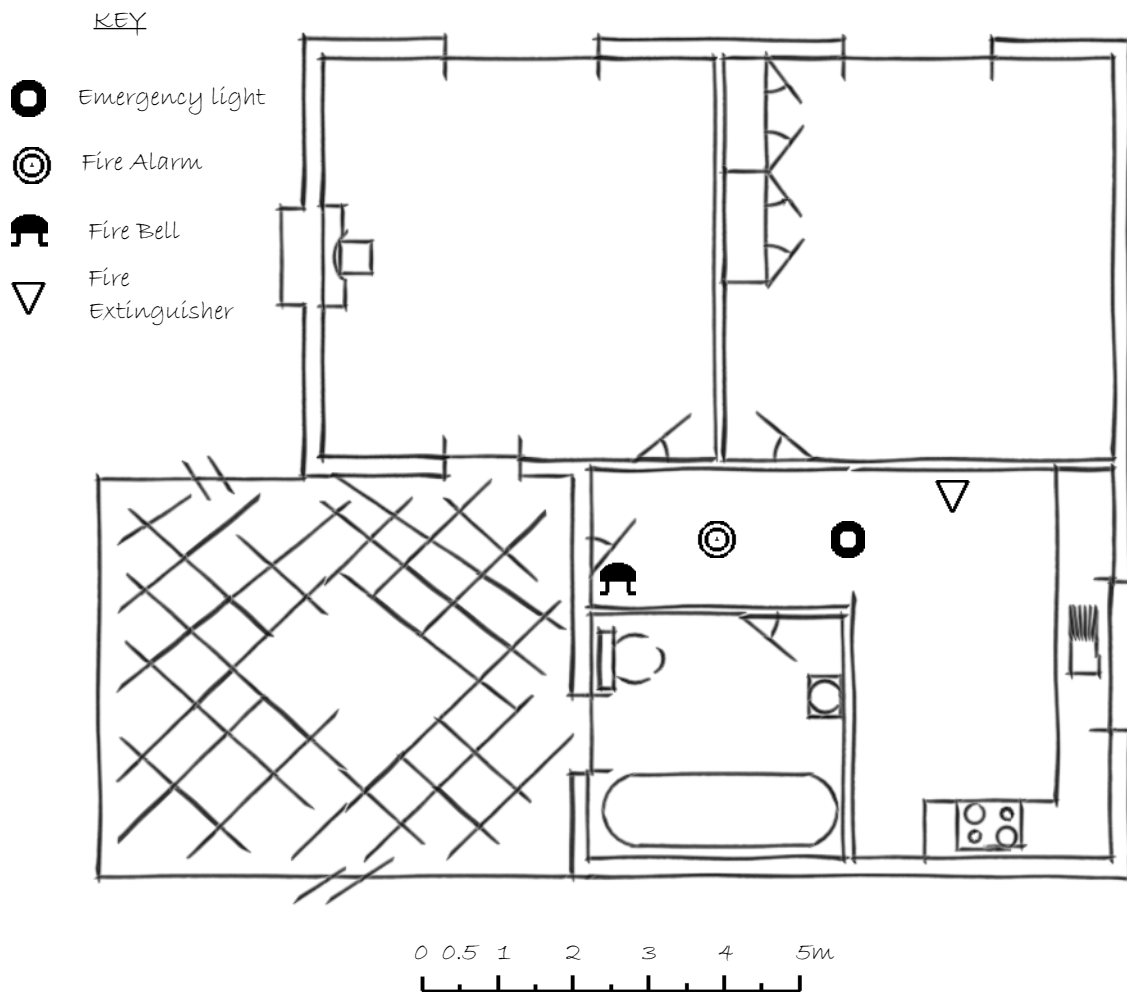 KEY
Emergency light
Fire Alarm
Fire Bell
Fire
Extinguisher
0 0.5 1 2 3 4 5m